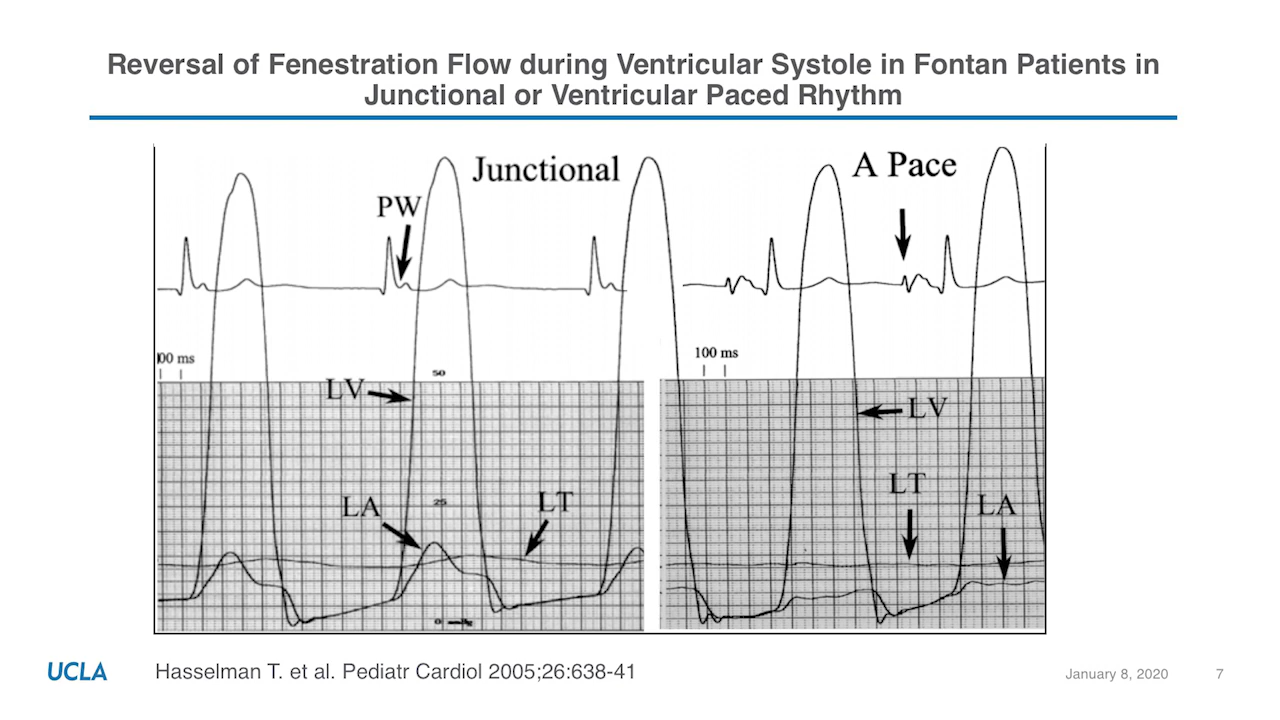 Reversal of Fenestration Flow during Ventricular Systole in Fontan Patients in
Junctional or Ventricular Paced Rhythm
Junctional
A Pace
PW
00 ms
100 ms
50
LV
LV
25
LA
LT
LT
LA
0 mmHg
UCLA
Hasselman T. et al. Pediatr Cardiol 2005;26:638-41
January 8, 2020
7